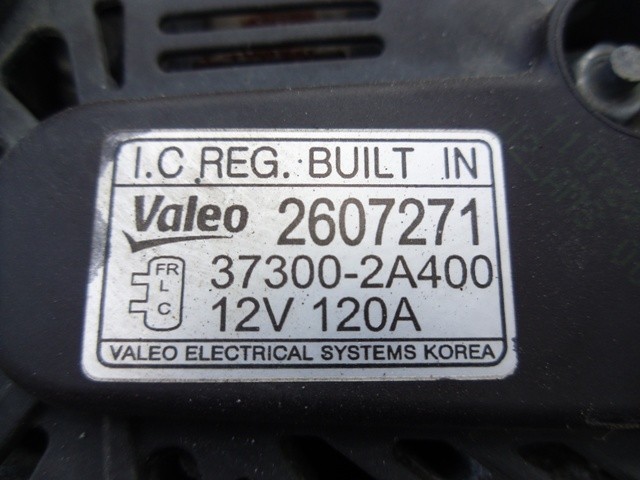 I.C. REG. BUILT IN
Valeo 2607271
FR
L
C
37300-2A400
12V 120A
VALEO ELECTRICAL SYSTEMS KOREA